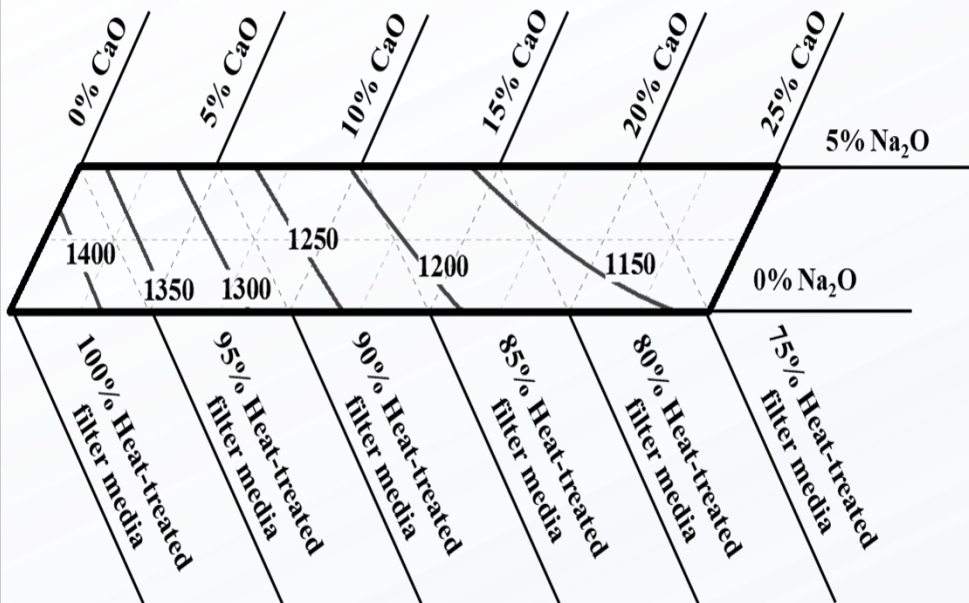 0% CaO
5% CaO
10% CaO
15% CaO
20% CaO
25% CaO
5% Na₂O
1400
1350
1300
1250
1200
1150
0% Na₂O
100% Heat-treated
filter media
95% Heat-treated
filter media
90% Heat-treated
filter media
85% Heat-treated
filter media
80% Heat-treated
filter media
75% Heat-treated
filter media